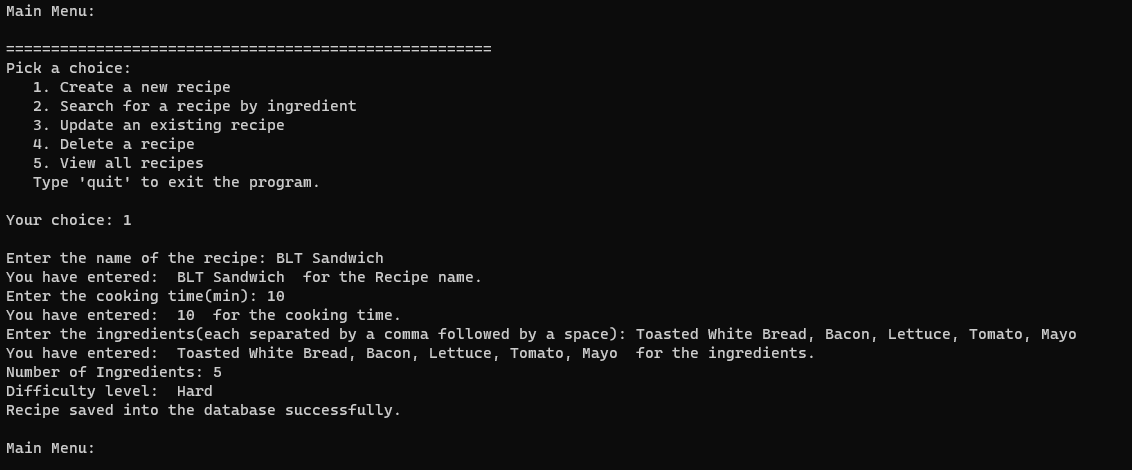 Main Menu:
======================================================
Pick a choice:
   1. Create a new recipe
   2. Search for a recipe by ingredient
   3. Update an existing recipe
   4. Delete a recipe
   5. View all recipes
   Type 'quit' to exit the program.
Your choice: 1
Enter the name of the recipe: BLT Sandwich
You have entered:  BLT Sandwich  for the Recipe name.
Enter the cooking time(min): 10
You have entered:  10  for the cooking time.
Enter the ingredients(each separated by a comma followed by a space): Toasted White Bread, Bacon, Lettuce, Tomato, Mayo
You have entered:  Toasted White Bread, Bacon, Lettuce, Tomato, Mayo  for the ingredients.
Number of Ingredients: 5
Difficulty level:  Hard
Recipe saved into the database successfully.
Main Menu: